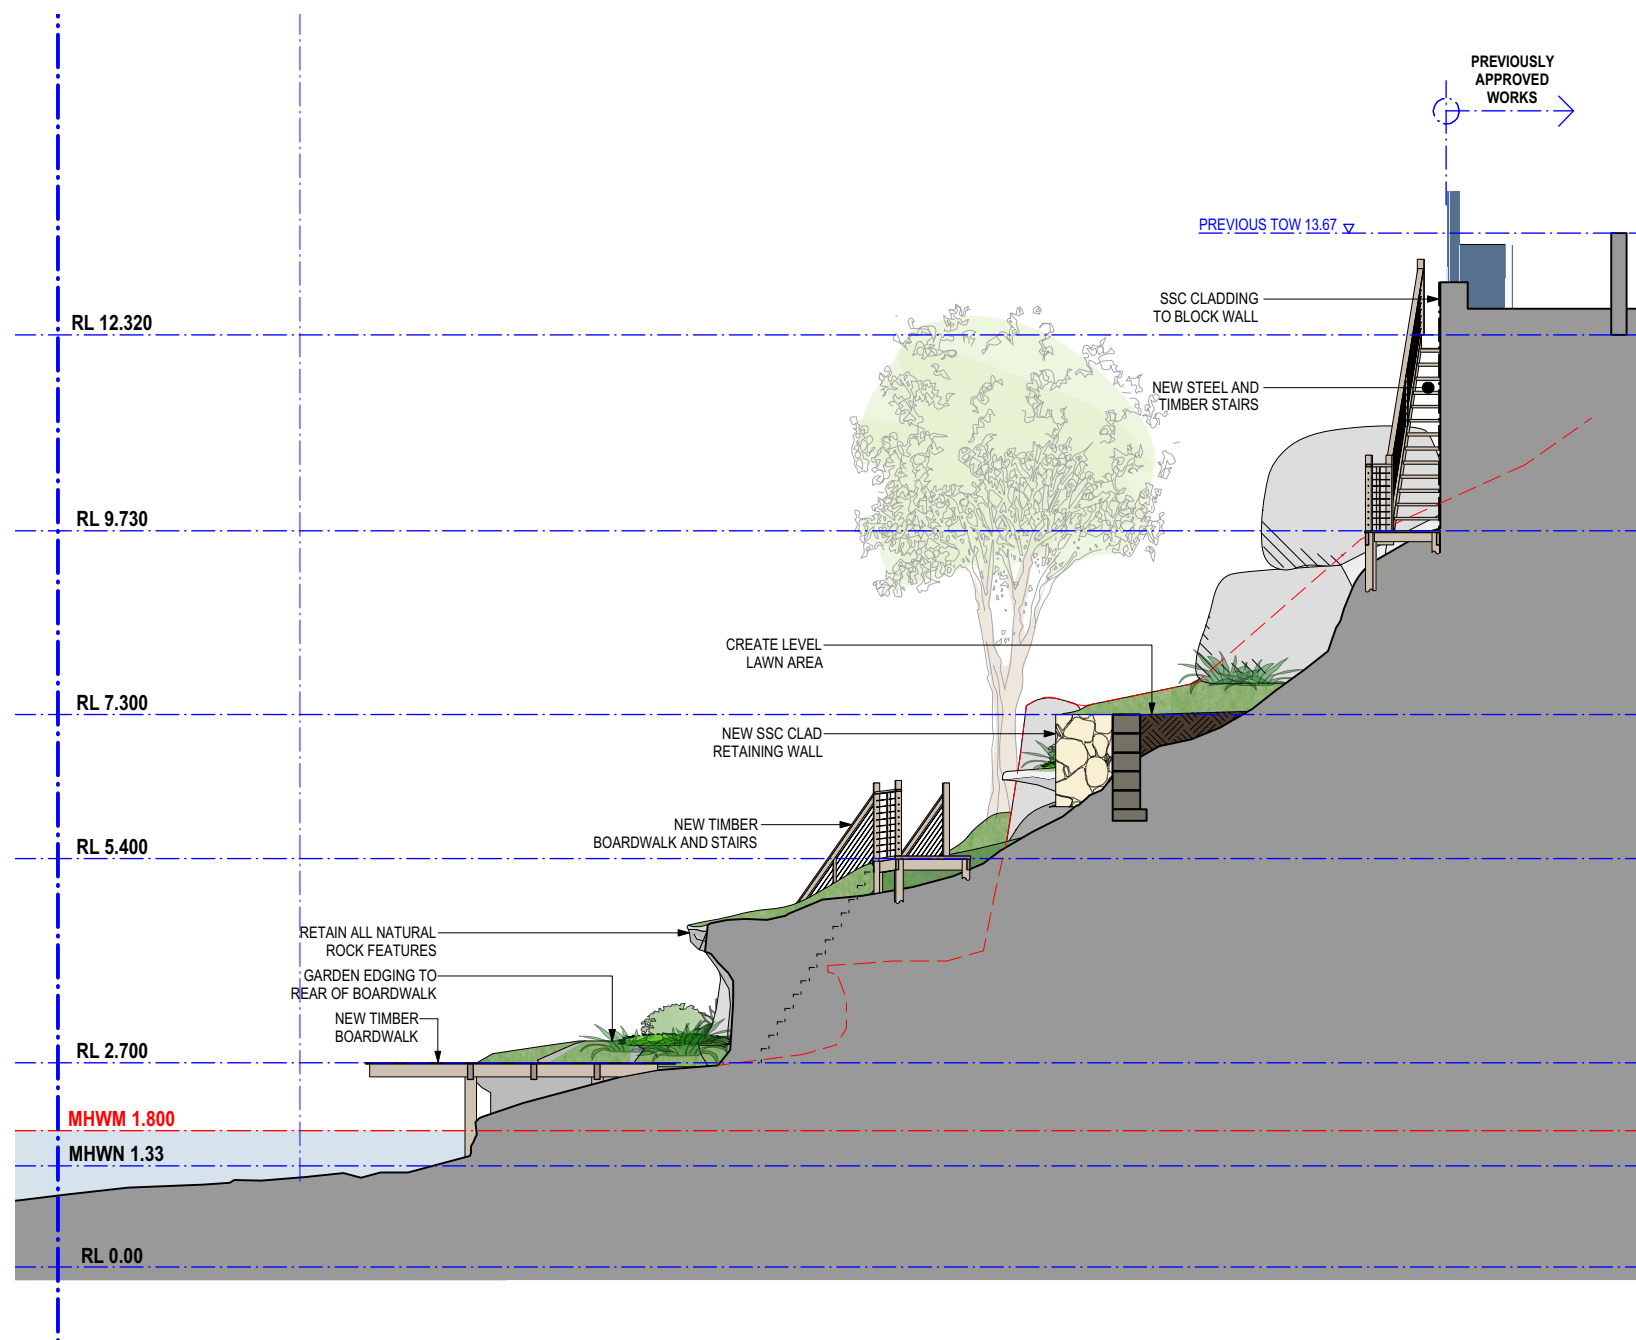 PREVIOUSLY
APPROVED
WORKS
PREVIOUS TOW 13.67
SSC CLADDING
TO BLOCK WALL
RL 12.320
NEW STEEL AND
TIMBER STAIRS
RL 9.730
CREATE LEVEL
LAWN AREA
RL 7.300
NEW SSC CLAD
RETAINING WALL
NEW TIMBER
BOARDWALK AND STAIRS
RL 5.400
RETAIN ALL NATURAL
ROCK FEATURES
GARDEN EDGING TO
REAR OF BOARDWALK
NEW TIMBER
BOARDWALK
RL 2.700
MHWM 1.800
MHWN 1.33
RL 0.00